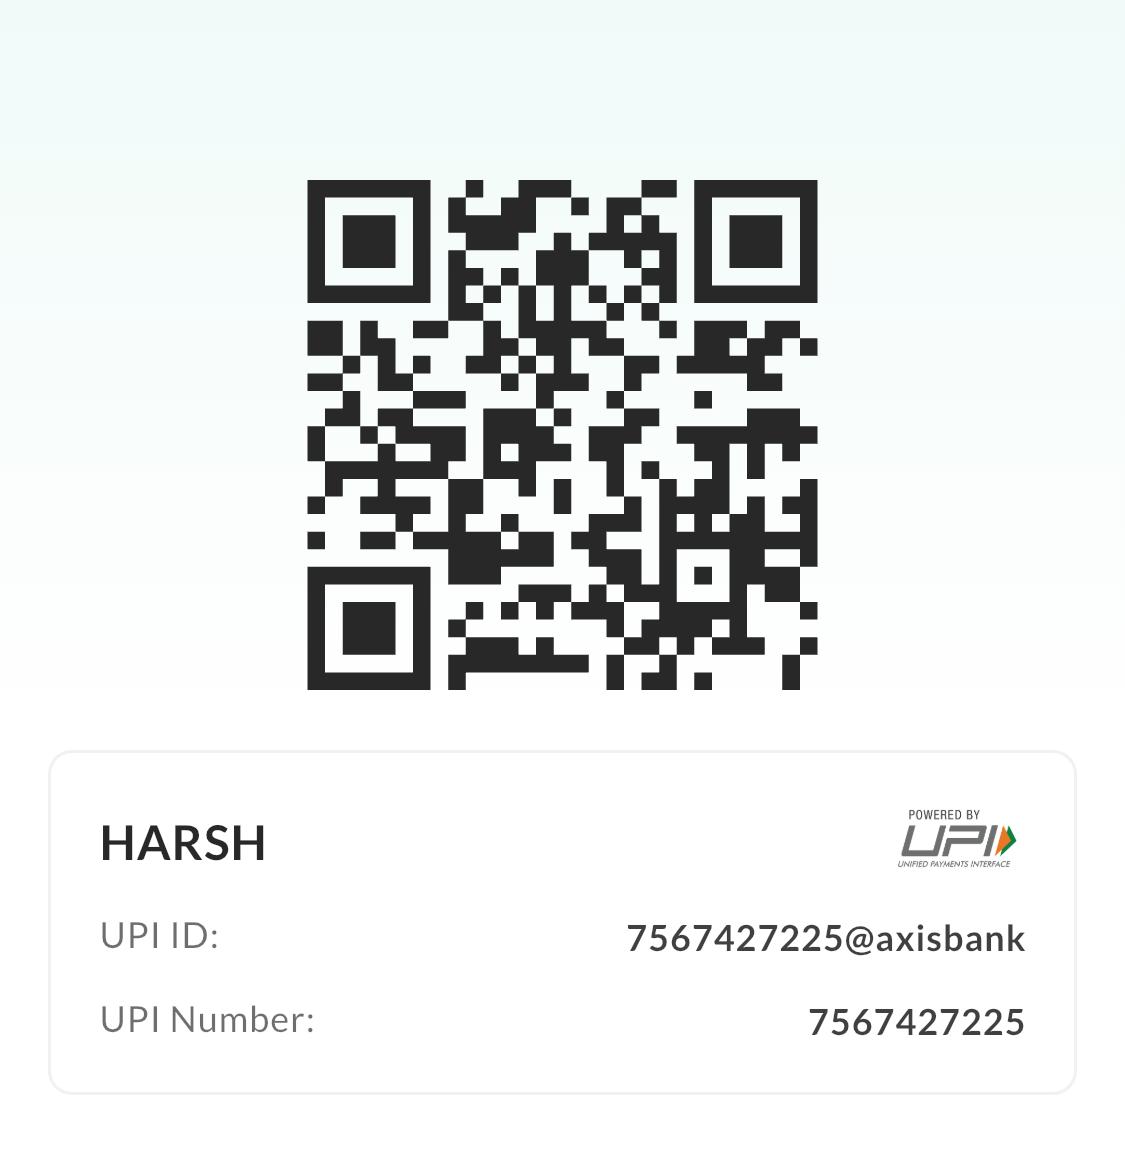 HARSH
POWERED BY
UPI
UNIFIED PAYMENTS INTERFACE
UPI ID: 7567427225@axisbank
UPI Number: 7567427225